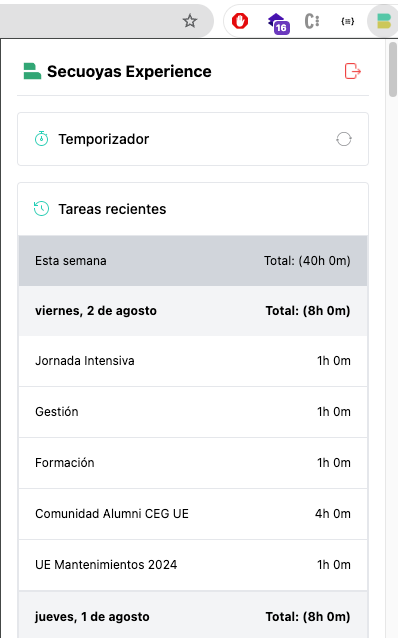 16
{≡}
Secuoyas Experience
Temporizador
Tareas recientes
Esta semana Total: (40h 0m)
viernes, 2 de agosto Total: (8h 0m)
Jornada Intensiva 1h 0m
Gestión 1h 0m
Formación 1h 0m
Comunidad Alumni CEG UE 4h 0m
UE Mantenimientos 2024 1h 0m
jueves, 1 de agosto Total: (8h 0m)